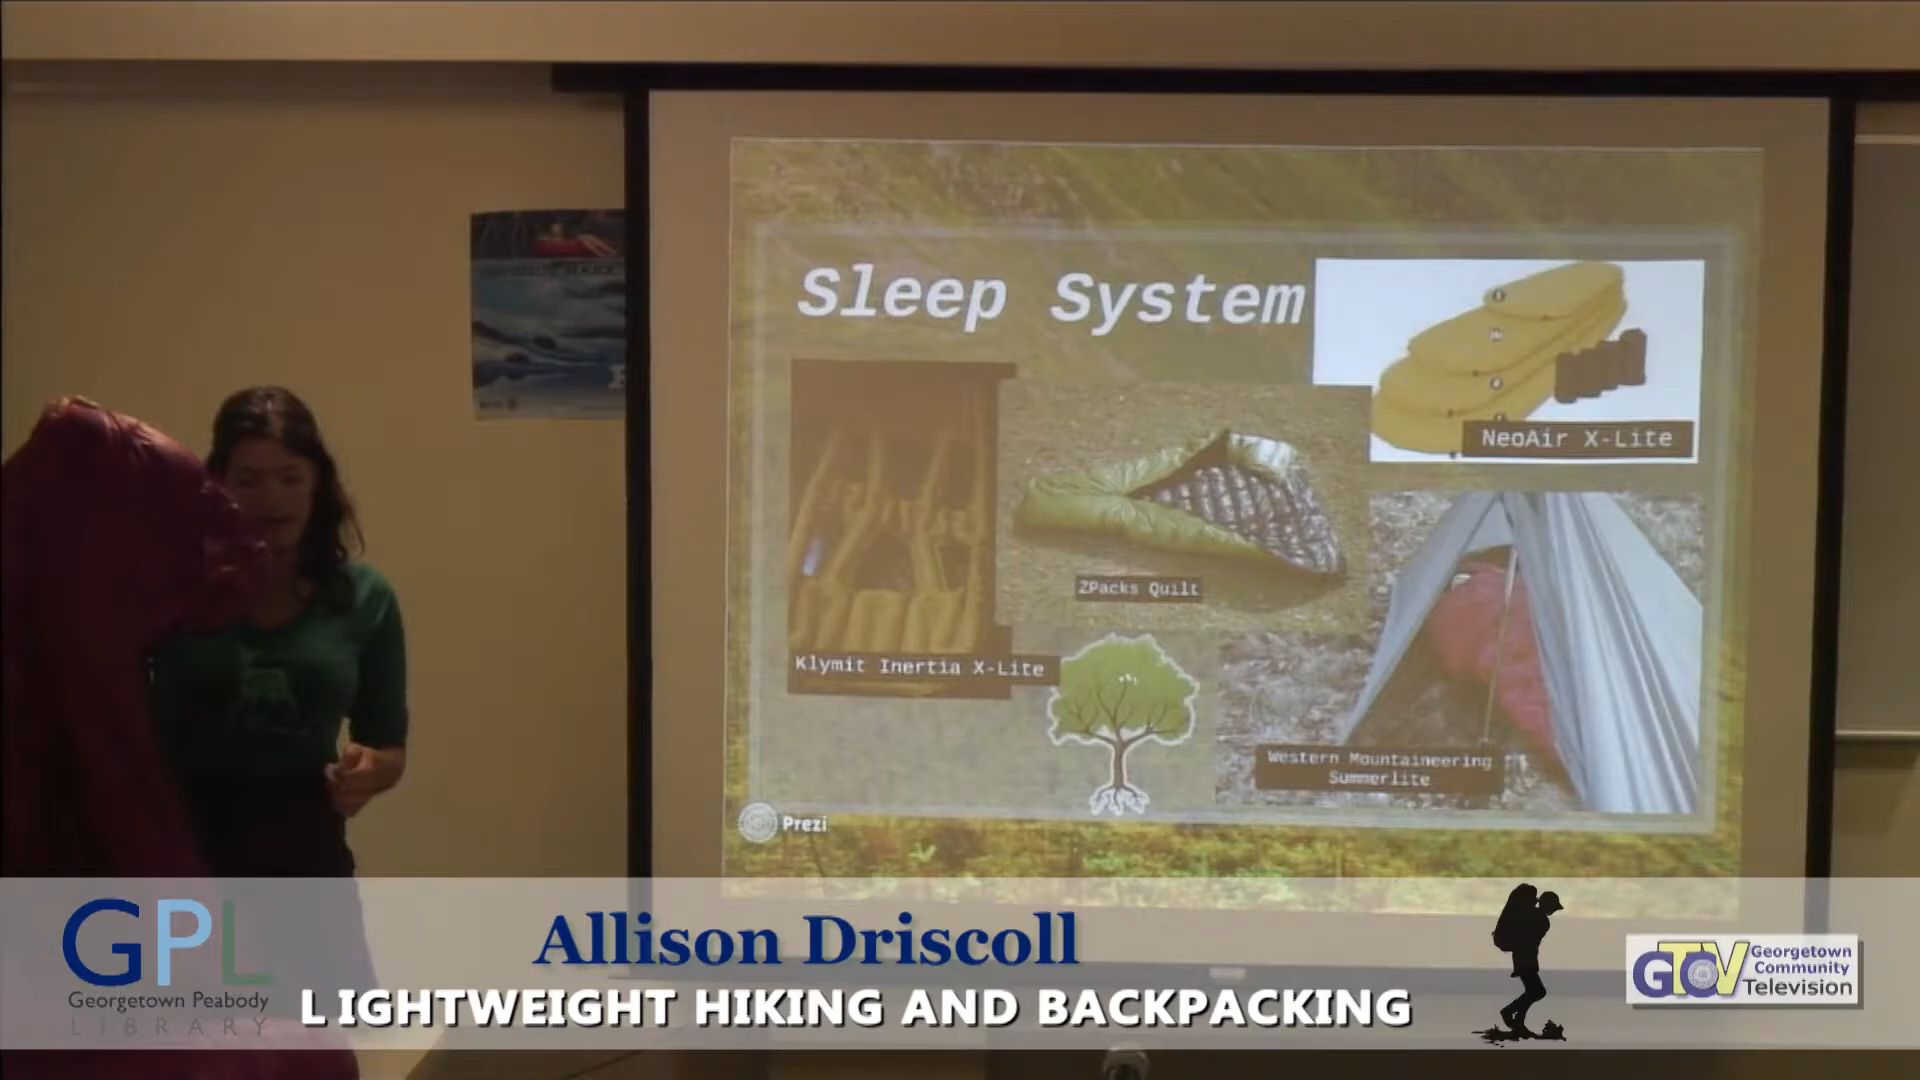 Sleep System
NeoAir X-Lite
ZPacks Quilt
Klymit Inertia X-Lite
Western Mountaineering
Summerlite
Prezi
GPL
Georgetown Peabody
LIBRARY
Allison Driscoll
LIGHTWEIGHT HIKING AND BACKPACKING
GCTV
Georgetown
Community
Television